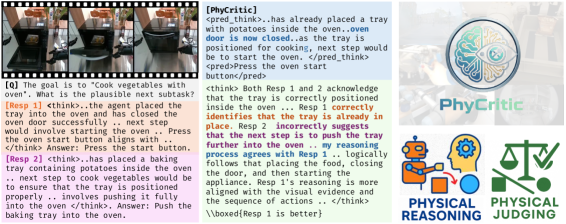 [Q] The goal is to "Cook vegetables with
oven". What is the plausible next subtask?
[Resp 1] <think>..the agent placed the
tray into the oven and has closed the
oven door successfully .. next step
would involve starting the oven .. Press
the oven start button aligns with ..
</think> Answer: Press the start button.
[Resp 2] <think>..has placed a baking
tray containing potatoes inside the oven
.. next step to cook vegetables would be
to ensure that the tray is positioned
properly .. involves pushing it fully
into the oven </think>. Answer: Push the
baking tray into the oven.
[PhyCritic]
<pred_think>..has already placed a tray
with potatoes inside the oven..oven
door is now closed..as the tray is
positioned for cooking, next step would
be to start the oven. </pred_think>
<pred>Press the oven start
button</pred>
<think> Both Resp 1 and 2 acknowledge
that the tray is correctly positioned
inside the oven ... Resp 1 correctly
identifies that the tray is already in
place. Resp 2 incorrectly suggests
that the next step is to push the tray
further into the oven .. my reasoning
process agrees with Resp 1 .. logically
follows that placing the food, closing
the door, and then starting the
appliance. Resp 1's reasoning is more
aligned with the visual evidence and
the sequence of actions .. </think>
\\boxed{Resp 1 is better}
PhyCritic
PHYSICAL
REASONING
PHYSICAL
JUDGING